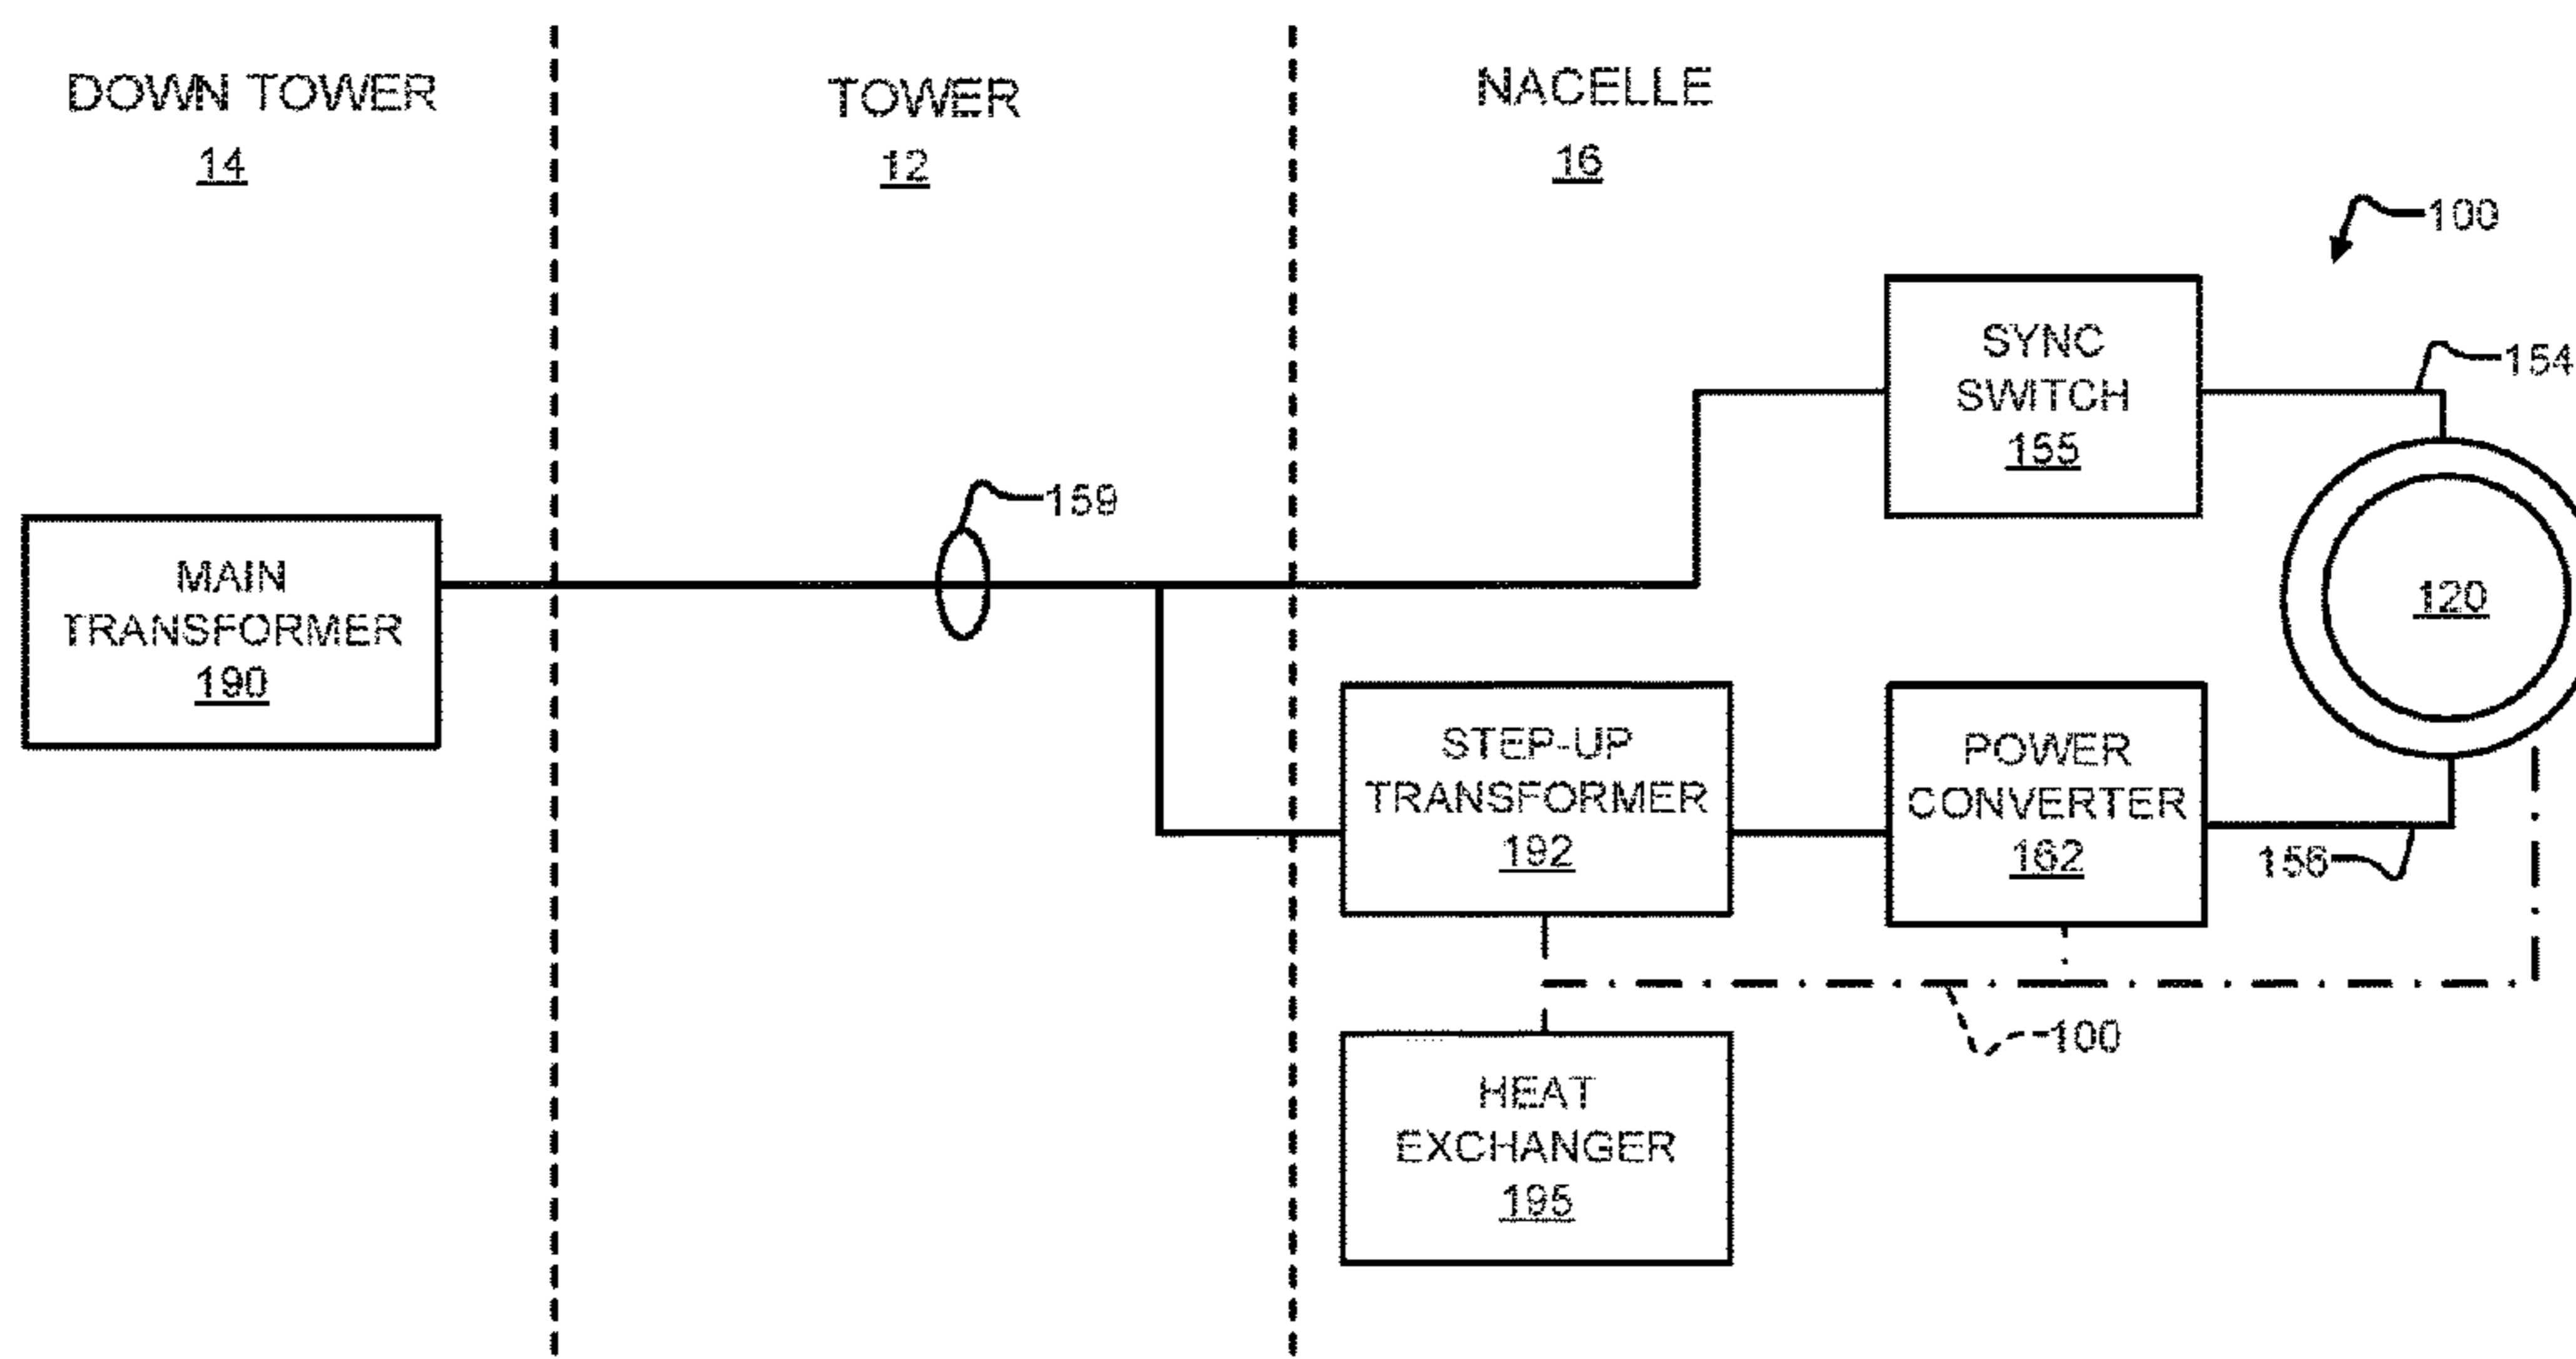 DOWN TOWER
14
TOWER
12
NACELLE
16
100
SYNC
SWITCH
155
154
159
MAIN
TRANSFORMER
190
120
STEP-UP
TRANSFORMER
192
POWER
CONVERTER
162
156
100
HEAT
EXCHANGER
195